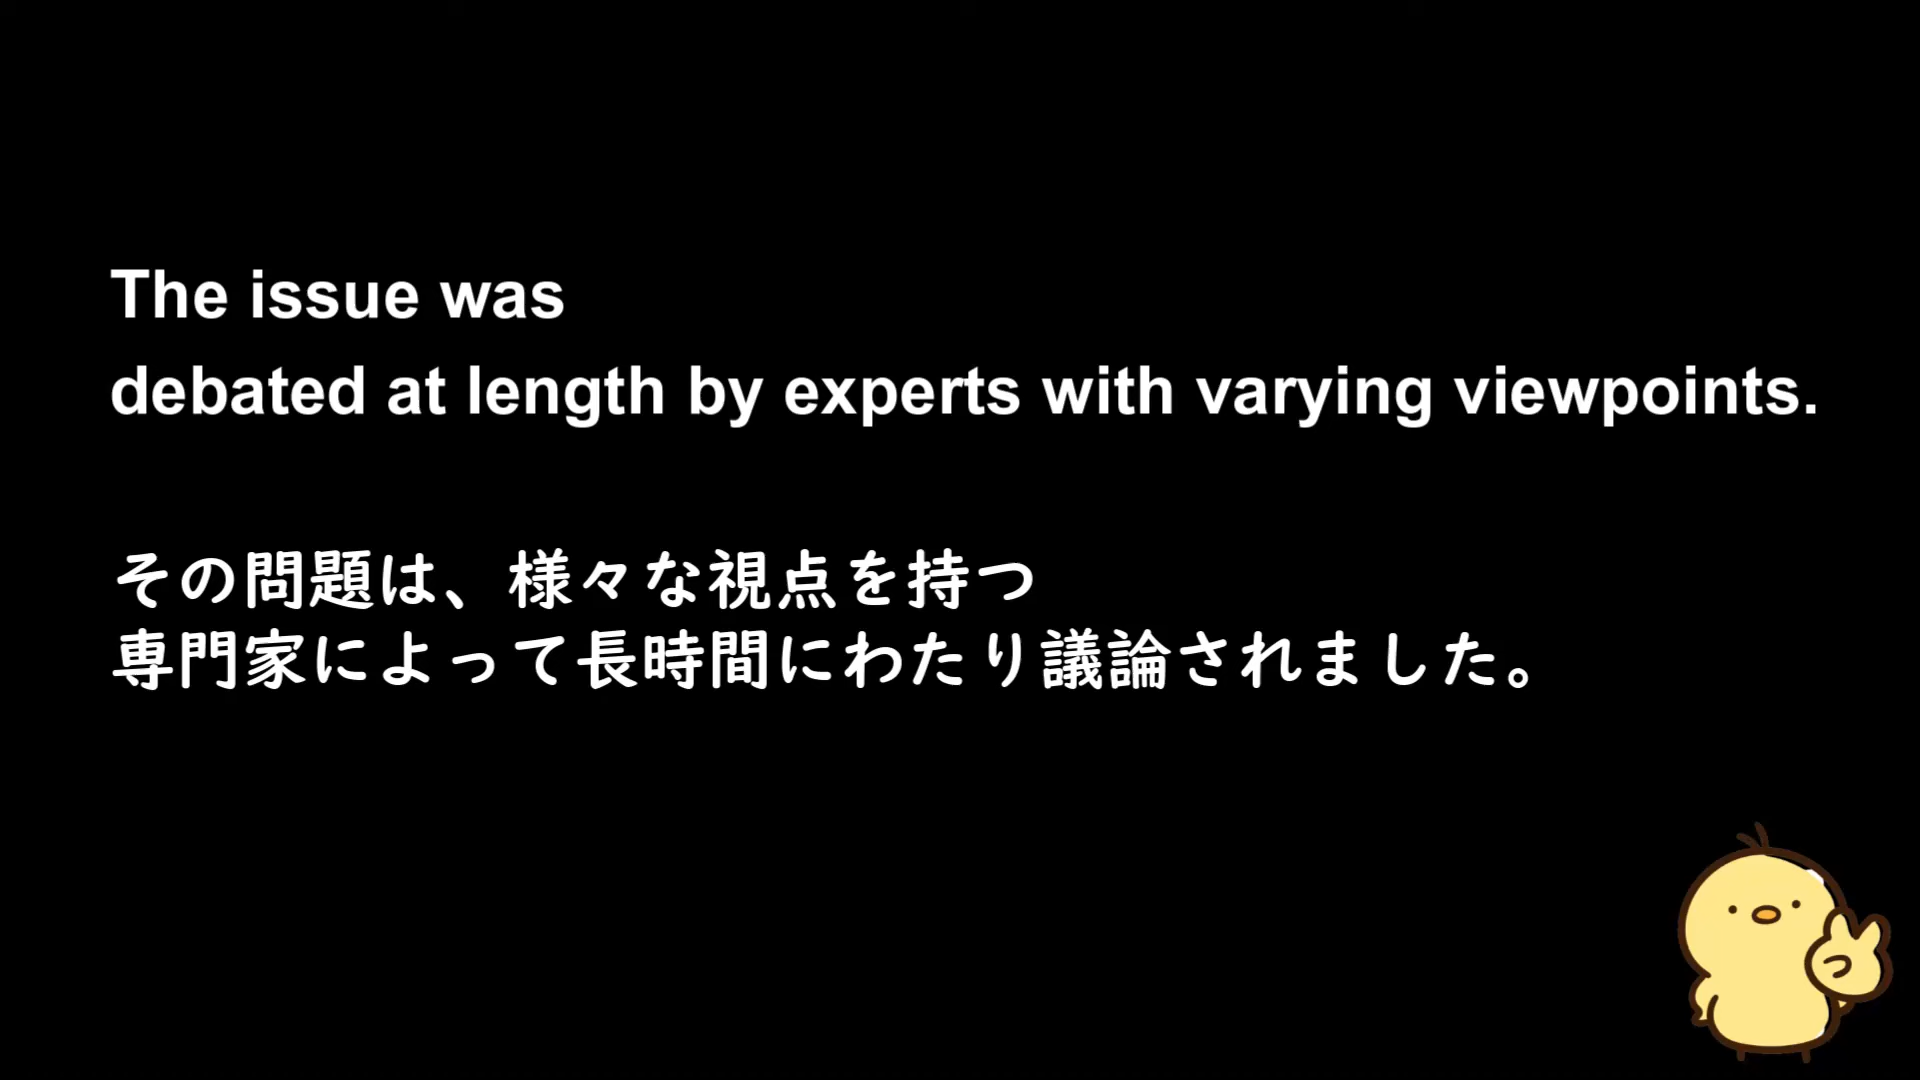 The issue was
debated at length by experts with varying viewpoints.
その問題は、様々な視点を持つ
専門家によって長時間にわたり議論されました。